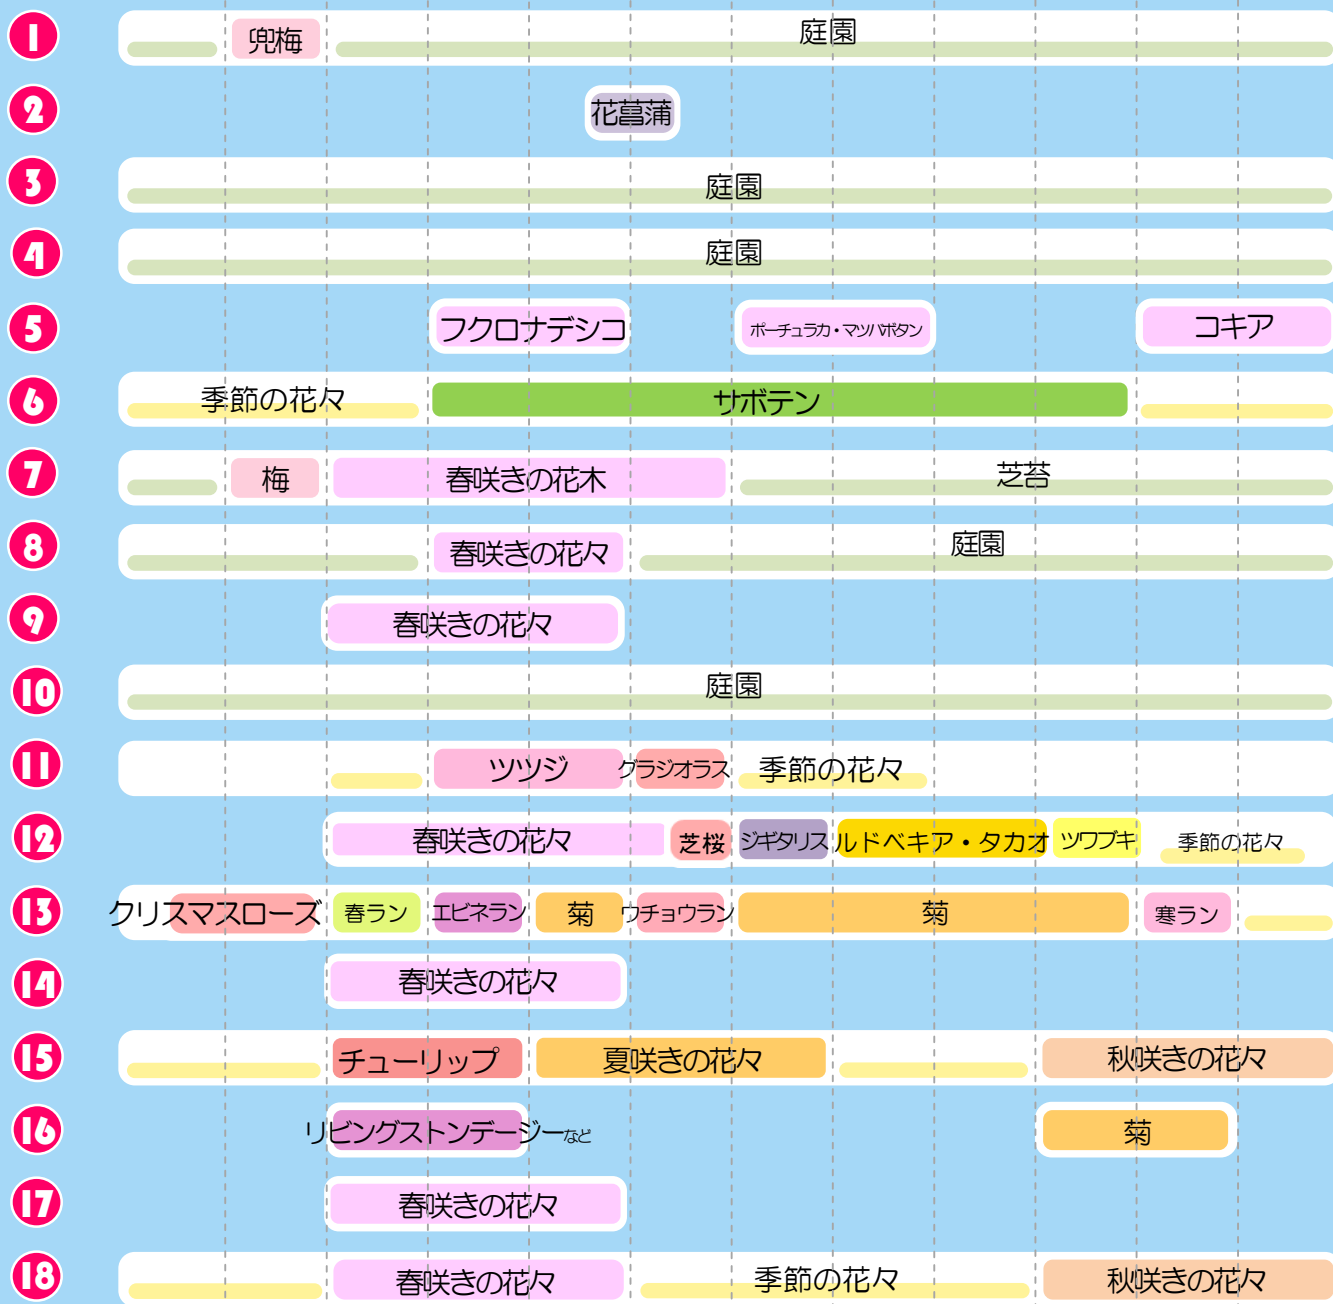 1 兜梅 庭園
2 花菖蒲
3 庭園
4 庭園
5 フクロナデシコ ポーチュラカ・マツバボタン コキア
6 季節の花々 サボテン
7 梅 春咲きの花木 芝苔
8 春咲きの花々 庭園
9 春咲きの花々
10 庭園
11 ツツジ グラジオラス 季節の花々
12 春咲きの花々 芝桜 ジギタリス ルドベキア・タカオ ツワブキ 季節の花々
13 クリスマスローズ 春ラン エビネラン 菊 ウチョウラン 菊 寒ラン
14 春咲きの花々
15 チューリップ 夏咲きの花々 秋咲きの花々
16 リビングストンデージーなど 菊
17 春咲きの花々
18 春咲きの花々 季節の花々 秋咲きの花々